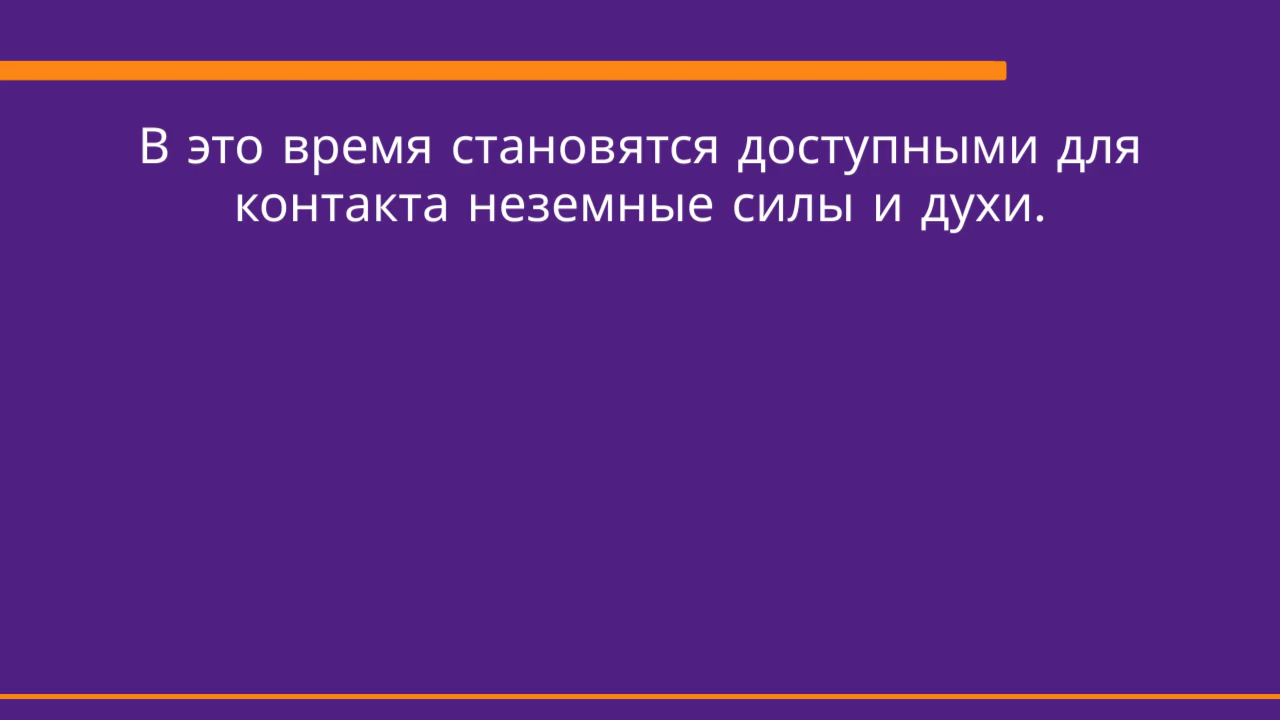 В это время становятся доступными для
контакта неземные силы и духи.